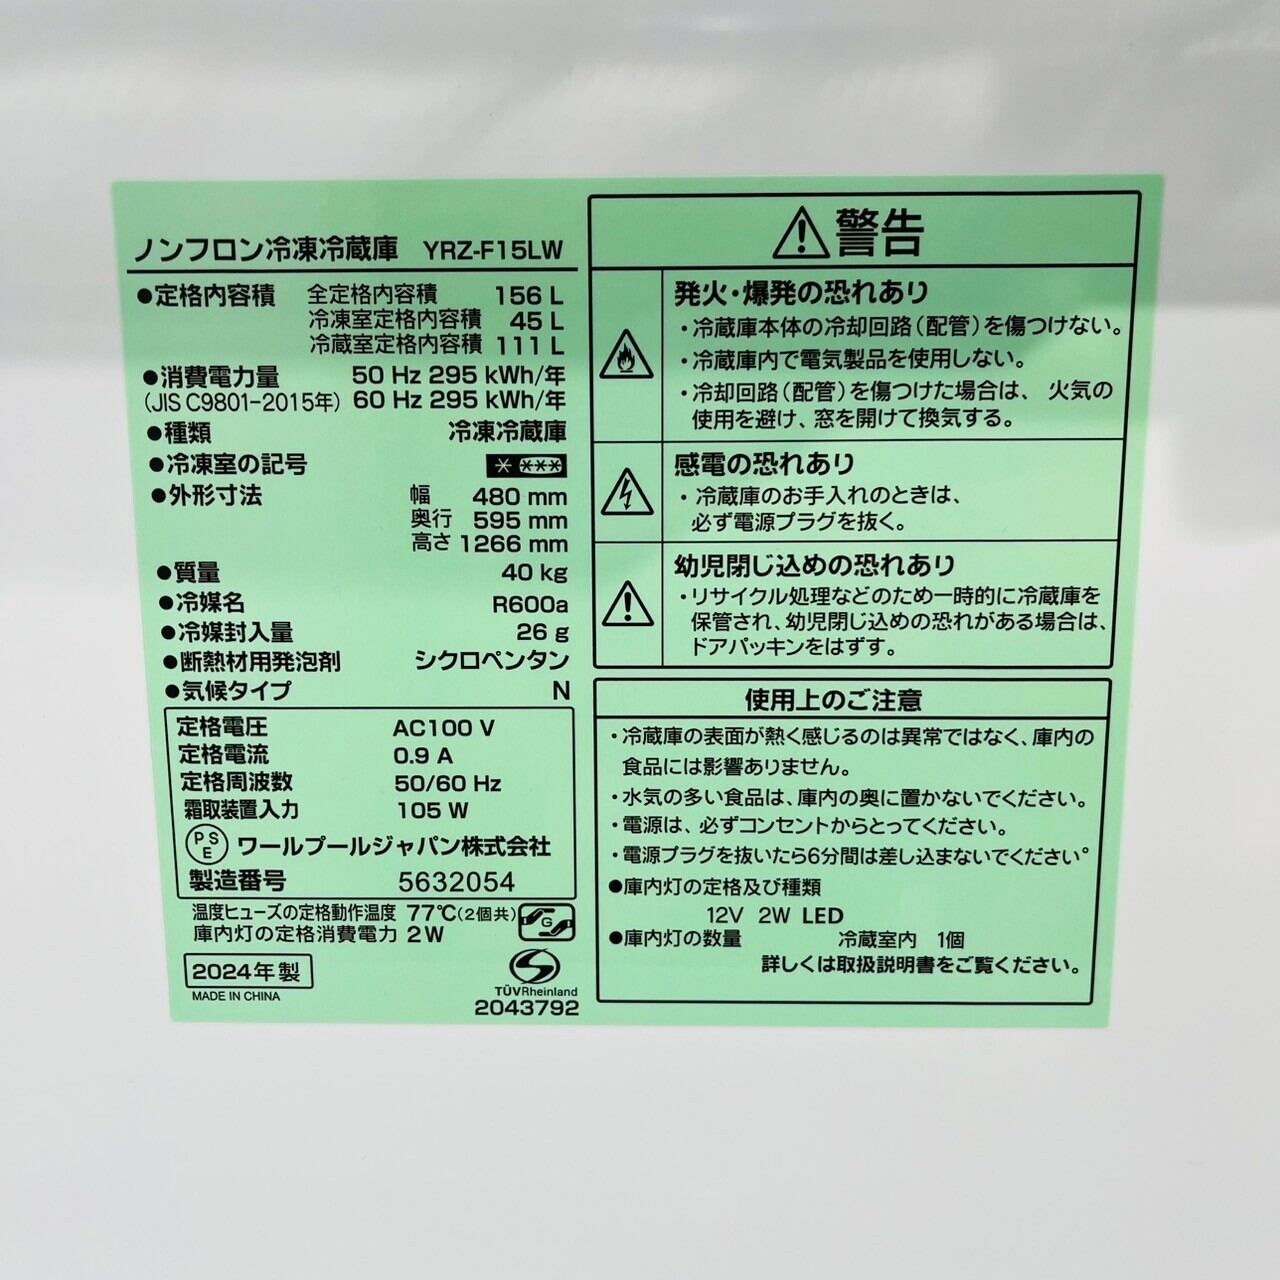 ノンフロン冷凍冷蔵庫 YRZ-F15LW
●定格内容積 全定格内容積 156 L
冷凍室定格内容積 45 L
冷蔵室定格内容積 111 L
●消費電力量 50 Hz 295 kWh/年
(JIS C9801-2015年) 60 Hz 295 kWh/年
●種類 冷凍冷蔵庫
●冷凍室の記号
●外形寸法 幅 480 mm
奥行 595 mm
高さ 1266 mm
●質量 40 kg
●冷媒名 R600a
●冷媒封入量 26 g
●断熱材用発泡剤 シクロペンタン
●気候タイプ N
定格電圧 AC100 V
定格電流 0.9 A
定格周波数 50/60 Hz
霜取装置入力 105 W
PSE ワールプールジャパン株式会社
製造番号 5632054
温度ヒューズの定格動作温度 77℃(2個共)
G
庫内灯の定格消費電力 2W
2024年製
MADE IN CHINA
TÜVRheinland
2043792
警告
発火・爆発の恐れあり
・冷蔵庫本体の冷却回路(配管)を傷つけない。
・冷蔵庫内で電気製品を使用しない。
・冷却回路(配管)を傷つけた場合は、火気の
使用を避け、窓を開けて換気する。
感電の恐れあり
・冷蔵庫のお手入れのときは、
必ず電源プラグを抜く。
幼児閉じ込めの恐れあり
・リサイクル処理などのため一時的に冷蔵庫を
保管され、幼児閉じ込めの恐れがある場合は、
ドアパッキンをはずす。
使用上のご注意
・冷蔵庫の表面が熱く感じるのは異常ではなく、庫内の
食品には影響ありません。
・水気の多い食品は、庫内の奥に置かないでください。
・電源は、必ずコンセントからとってください。
・電源プラグを抜いたら6分間は差し込まないでください。
●庫内灯の定格及び種類
12V 2W LED
●庫内灯の数量 冷蔵室内 1個
詳しくは取扱説明書をご覧ください。